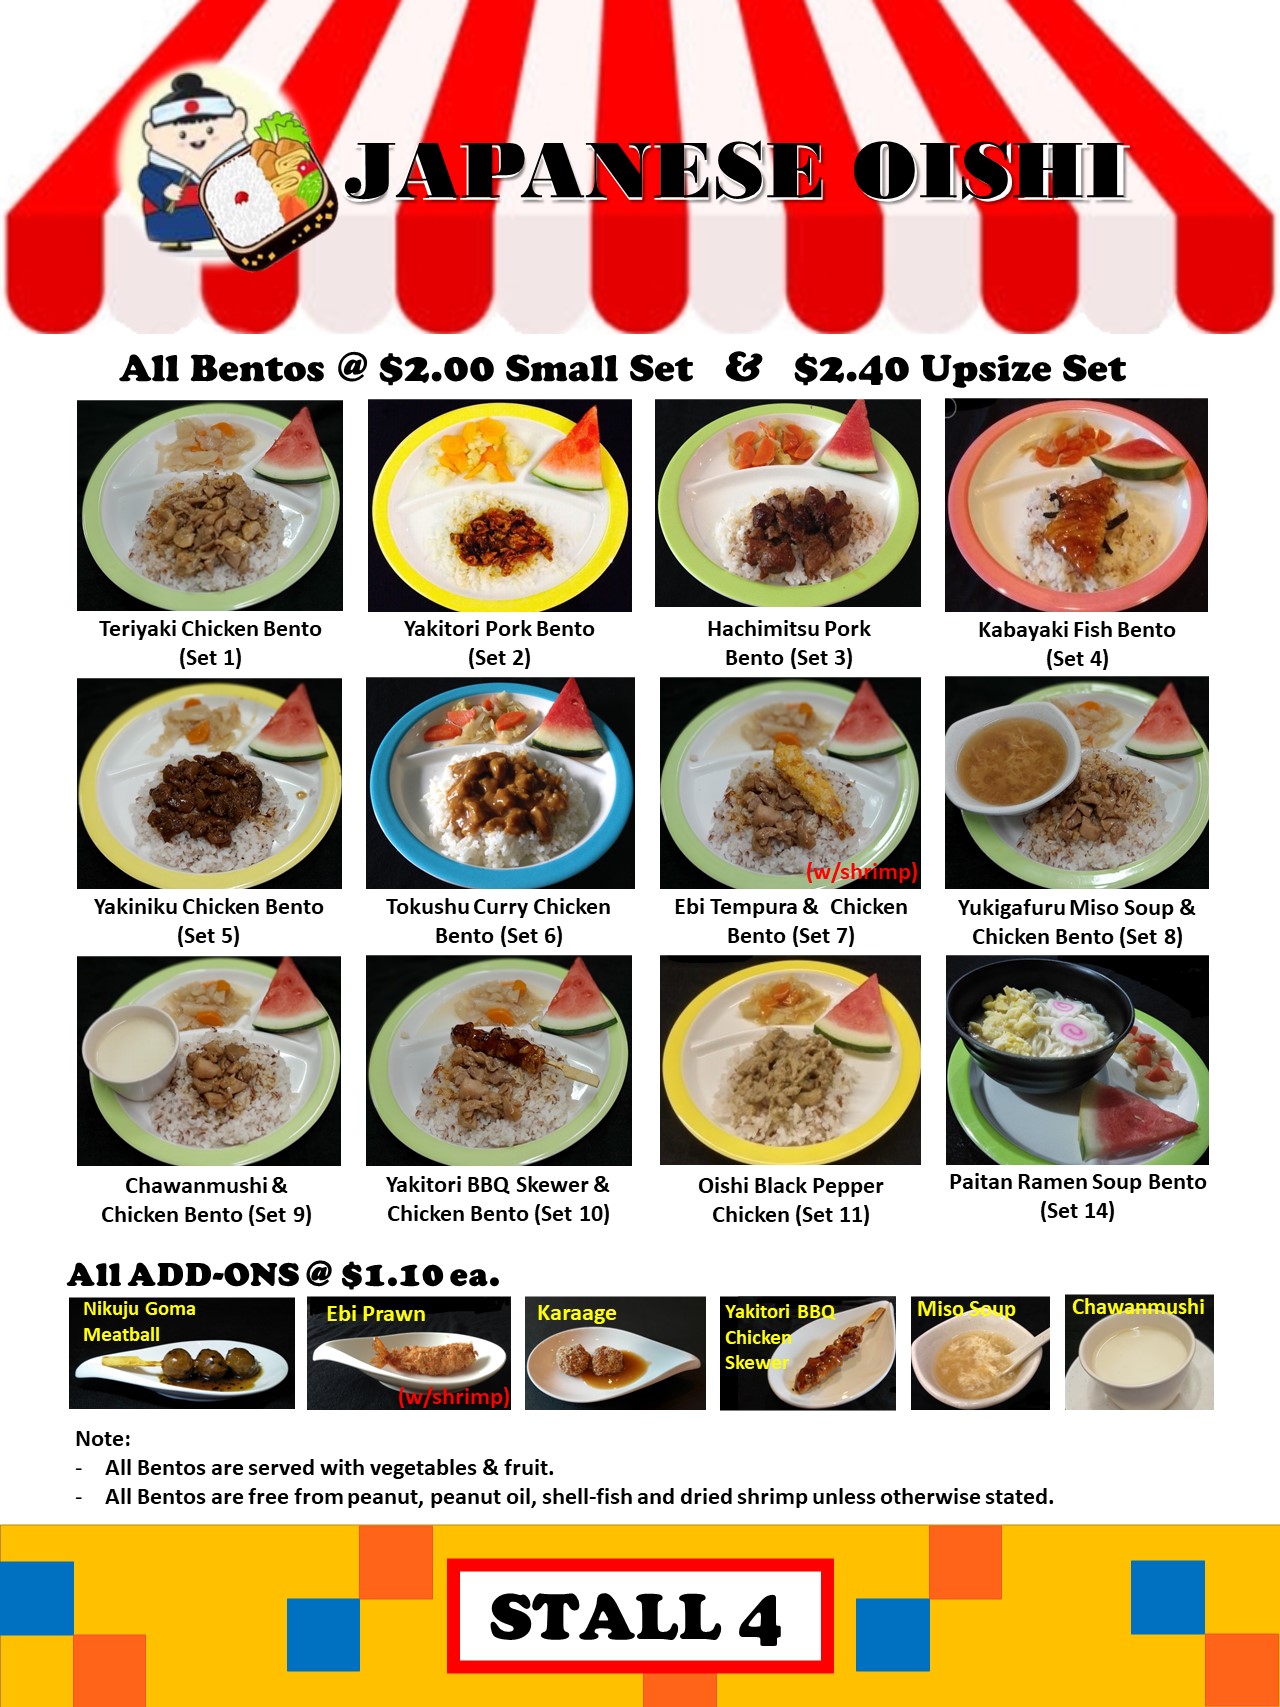 JAPANESE OISHI
All Bentos @ $2.00 Small Set & $2.40 Upsize Set
Teriyaki Chicken Bento
(Set 1)
Yakitori Pork Bento
(Set 2)
Hachimitsu Pork
Bento (Set 3)
Kabayaki Fish Bento
(Set 4)
(w/shrimp)
Yakiniku Chicken Bento
(Set 5)
Tokushu Curry Chicken
Bento (Set 6)
Ebi Tempura & Chicken
Bento (Set 7)
Yukigafuru Miso Soup &
Chicken Bento (Set 8)
Chawanmushi &
Chicken Bento (Set 9)
Yakitori BBQ Skewer &
Chicken Bento (Set 10)
Oishi Black Pepper
Chicken (Set 11)
Paitan Ramen Soup Bento
(Set 14)
All ADD-ONS @ $1.10 ea.
Nikuju Goma
Meatball
Ebi Prawn
(w/shrimp)
Karaage
Yakitori BBQ
Chicken
Skewer
Miso Soup
Chawanmushi
Note:
- All Bentos are served with vegetables & fruit.
- All Bentos are free from peanut, peanut oil, shell-fish and dried shrimp unless otherwise stated.
STALL 4